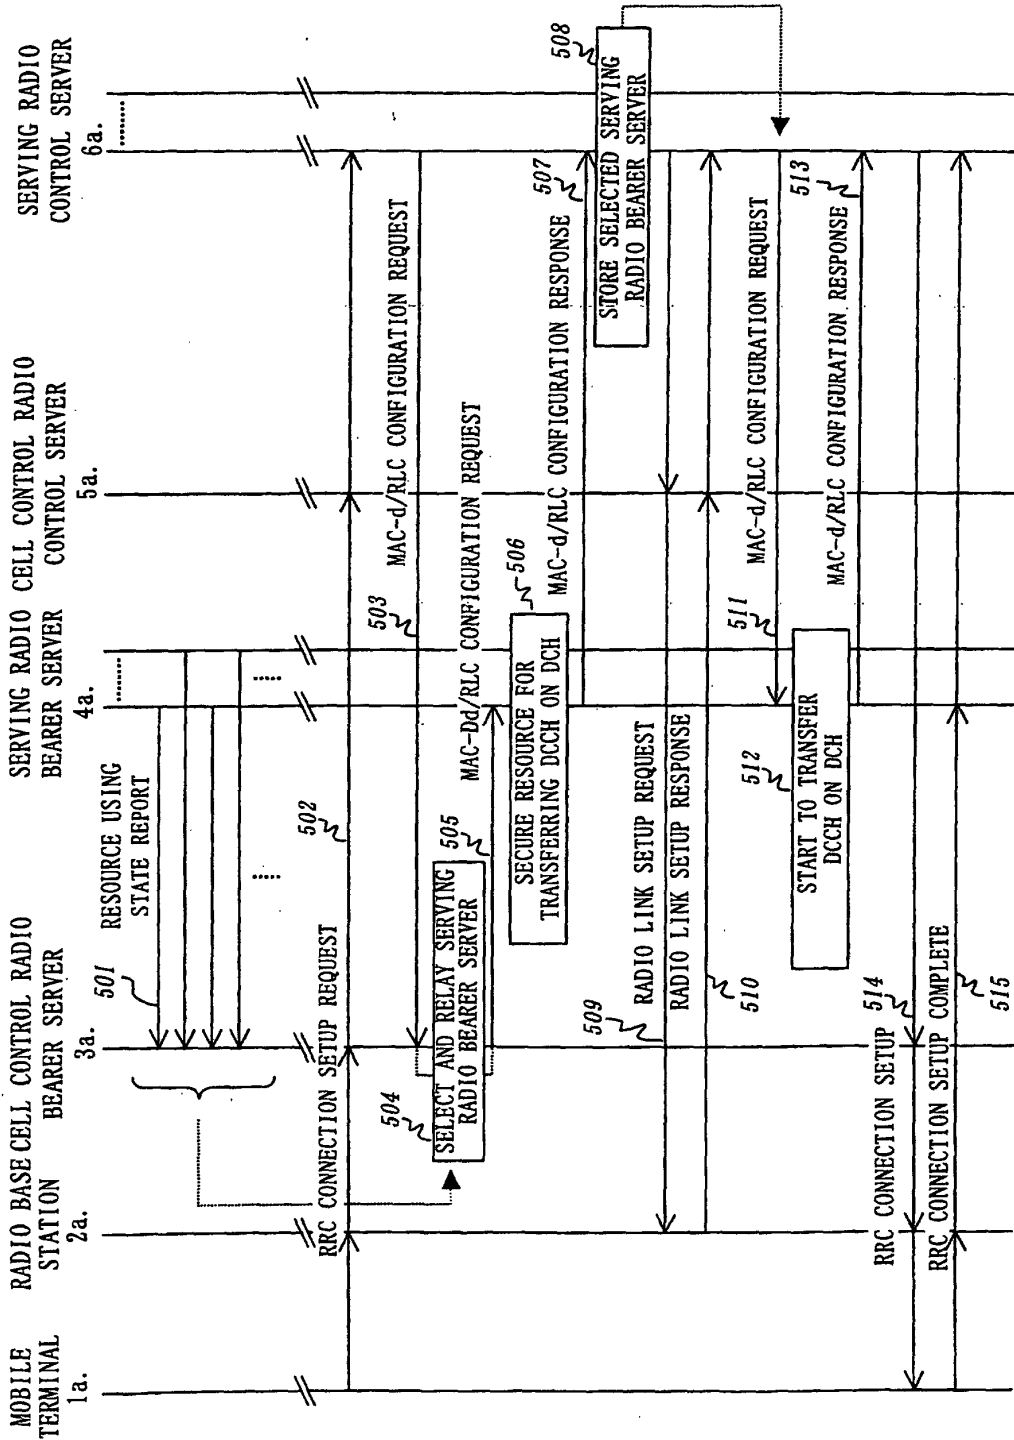 MOBILE
TERMINAL
1a.
RADIO BASE
STATION
2a.
CELL CONTROL RADIO
BEARER SERVER
3a.
SERVING RADIO
BEARER SERVER
4a.
CELL CONTROL RADIO
CONTROL SERVER
5a.
SERVING RADIO
CONTROL SERVER
6a.
RESOURCE USING
STATE REPORT
501
RRC CONNECTION SETUP REQUEST
502
MAC-d/RLC CONFIGURATION REQUEST
503
504
SELECT AND RELAY SERVING
RADIO BEARER SERVER
MAC-Dd/RLC CONFIGURATION REQUEST
505
506
SECURE RESOURCE FOR
TRANSFERRING DCCH ON DCH
MAC-d/RLC CONFIGURATION RESPONSE
507
508
STORE SELECTED SERVING
RADIO BEARER SERVER
RADIO LINK SETUP REQUEST
509
RADIO LINK SETUP RESPONSE
510
MAC-d/RLC CONFIGURATION REQUEST
511
512
START TO TRANSFER
DCCH ON DCH
MAC-d/RLC CONFIGURATION RESPONSE
513
RRC CONNECTION SETUP
514
RRC CONNECTION SETUP COMPLETE
515